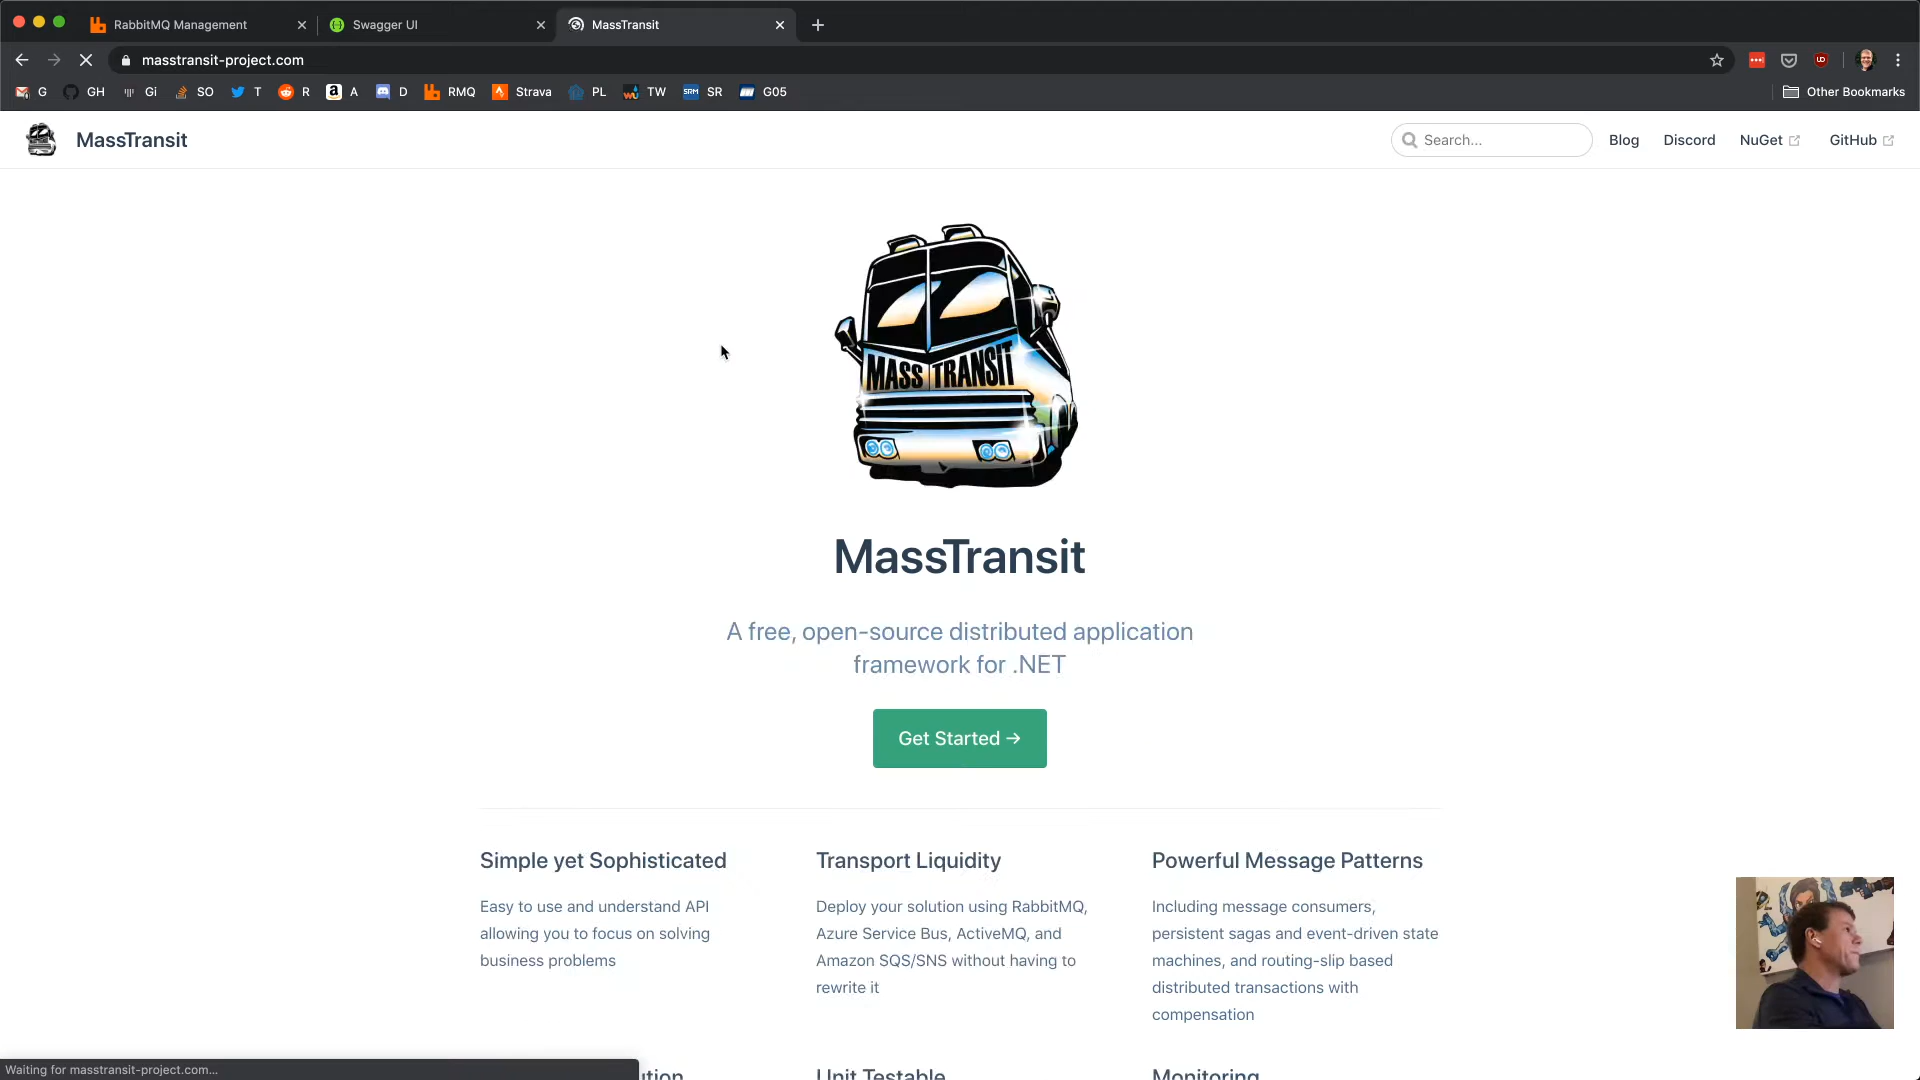 RabbitMQ Management
Swagger UI
MassTransit
masstransit-project.com
G
GH
Gi
SO
T
R
A
D
RMQ
Strava
PL
TW
SRM
SR
G05
Other Bookmarks
MassTransit
Search...
Blog
Discord
NuGet
GitHub
MASS TRANSIT
MassTransit
A free, open-source distributed application
framework for .NET
Get Started →
Simple yet Sophisticated
Easy to use and understand API
allowing you to focus on solving
business problems
Transport Liquidity
Deploy your solution using RabbitMQ,
Azure Service Bus, ActiveMQ, and
Amazon SQS/SNS without having to
rewrite it
Powerful Message Patterns
Including message consumers,
persistent sagas and event-driven state
machines, and routing-slip based
distributed transactions with
compensation
Unit Testable
Monitoring
Waiting for masstransit-project.com...